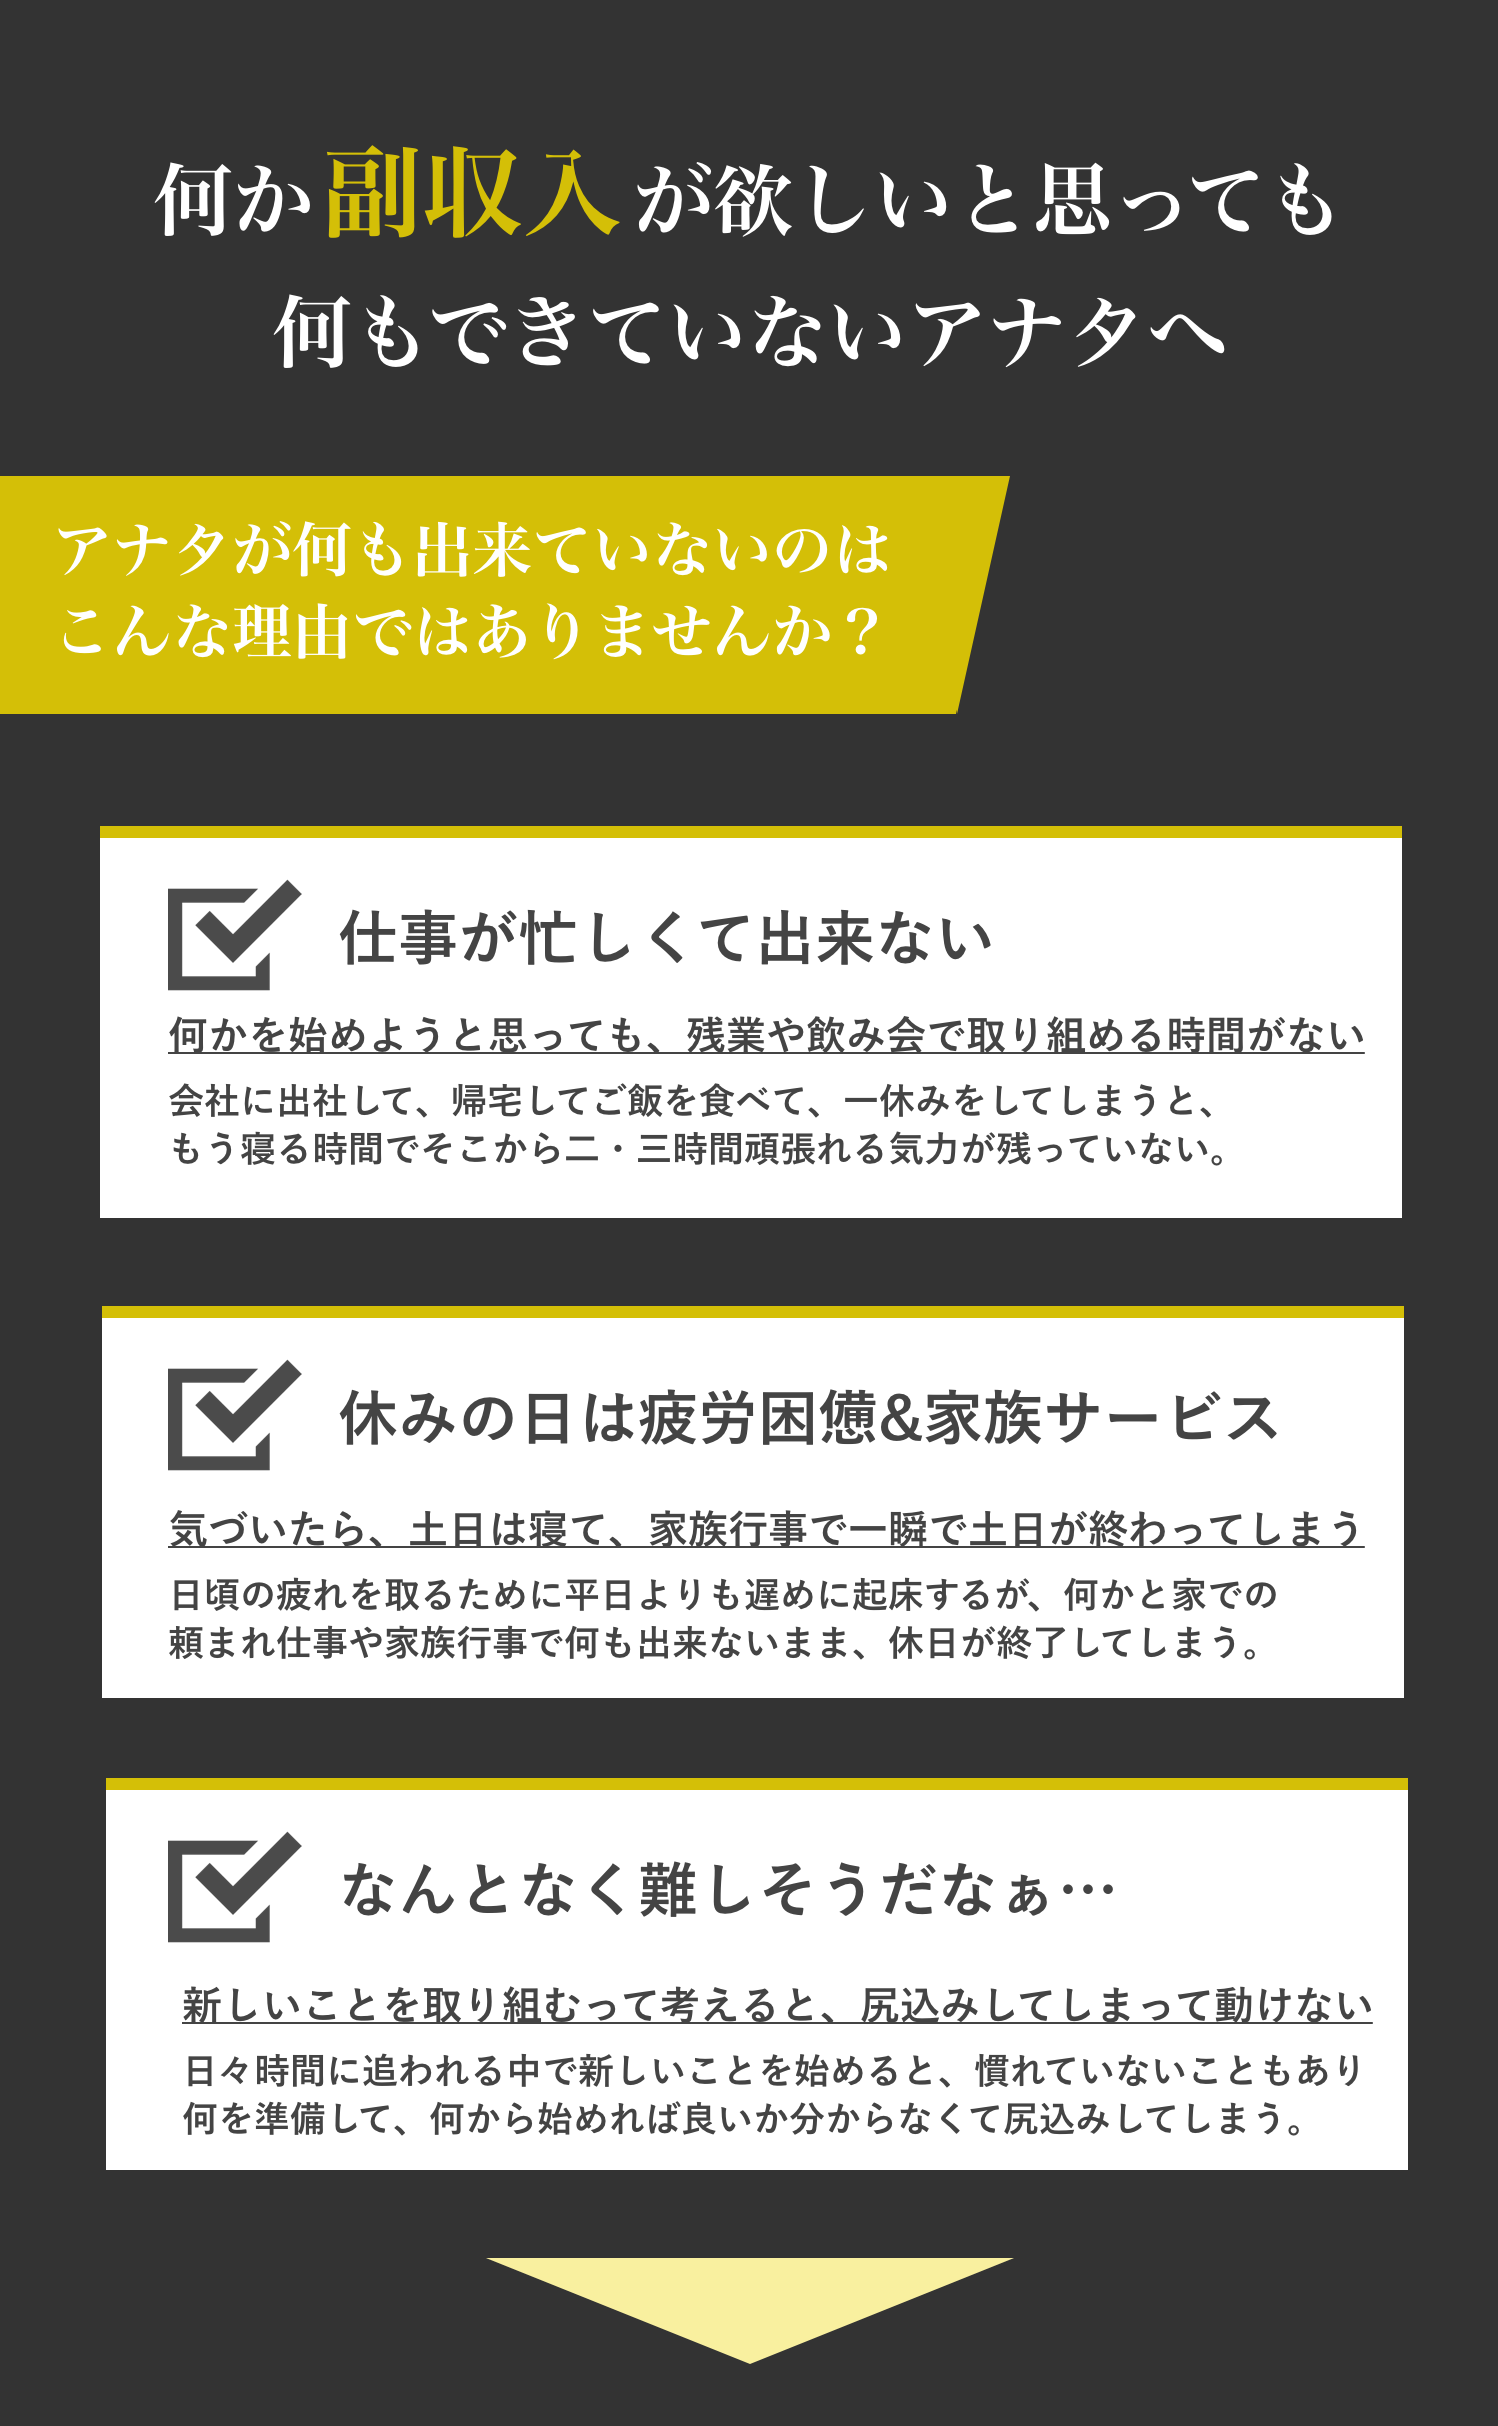 何か副収入が欲しいと思っても
何もできていないアナタへ
アナタが何も出来ていないのは
こんな理由ではありませんか？
仕事が忙しくて出来ない
何かを始めようと思っても、残業や飲み会で取り組める時間がない
会社に出社して、帰宅してご飯を食べて、一休みをしてしまうと、
もう寝る時間でそこから二・三時間頑張れる気力が残っていない。
休みの日は疲労困憊&家族サービス
気づいたら、土日は寝て、家族行事で一瞬で土日が終わってしまう
日頃の疲れを取るために平日よりも遅めに起床するが、何かと家での
頼まれ仕事や家族行事で何も出来ないまま、休日が終了してしまう。
なんとなく難しそうだなぁ…
新しいことを取り組むって考えると、尻込みしてしまって動けない
日々時間に追われる中で新しいことを始めると、慣れていないこともあり
何を準備して、何から始めれば良いか分からなくて尻込みしてしまう。